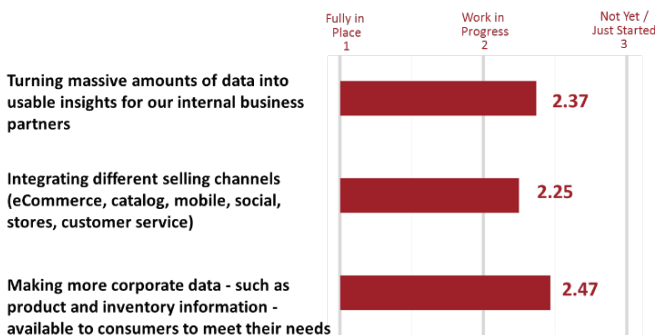 Fully in
Place
1
Work in
Progress
2
Not Yet /
Just Started
3
Turning massive amounts of data into
usable insights for our internal business
partners
2.37
Integrating different selling channels
(eCommerce, catalog, mobile, social,
stores, customer service)
2.25
Making more corporate data - such as
product and inventory information -
available to consumers to meet their needs
2.47